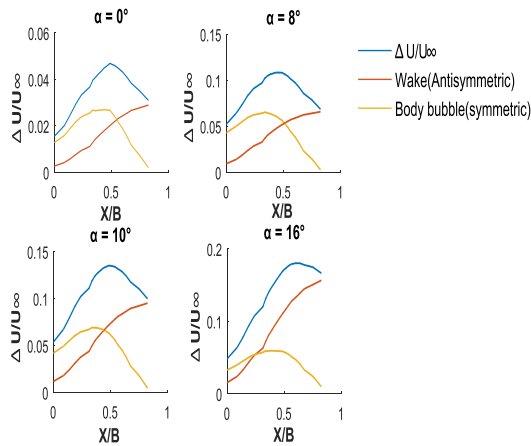 α = 0°
0.06
0.04
0.02
0
Δ U/U∞
0 0.5 1
X/B
α = 8°
0.15
0.1
0.05
0
Δ U/U∞
0 0.5 1
X/B
Δ U/U∞
Wake(Antisymmetric)
Body bubble(symmetric)
α = 10°
0.15
0.1
0.05
0
Δ U/U∞
0 0.5 1
X/B
α = 16°
0.2
0.1
0
Δ U/U∞
0 0.5 1
X/B